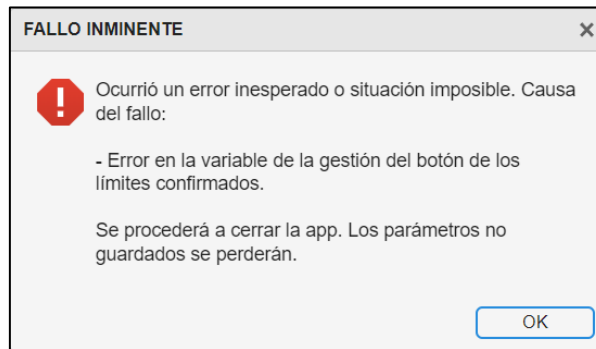 FALLO INMINENTE
Ocurrió un error inesperado o situación imposible. Causa
del fallo:
- Error en la variable de la gestión del botón de los
límites confirmados.
Se procederá a cerrar la app. Los parámetros no
guardados se perderán.
OK